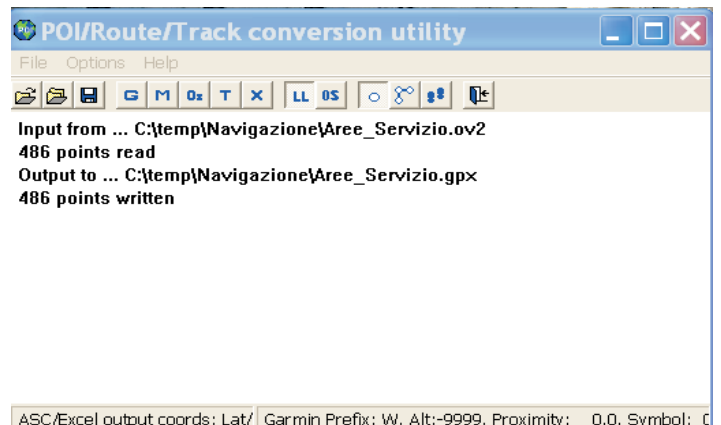 POI/Route/Track conversion utility
File Options Help
G M Oz T X LL OS
Input from ... C:\temp\Navigazione\Aree_Servizio.ov2
486 points read
Output to ... C:\temp\Navigazione\Aree_Servizio.gpx
486 points written
ASC/Excel output coords: Lat/ Garmin Prefix: W, Alt:-9999, Proximity: 0.0, Symbol: